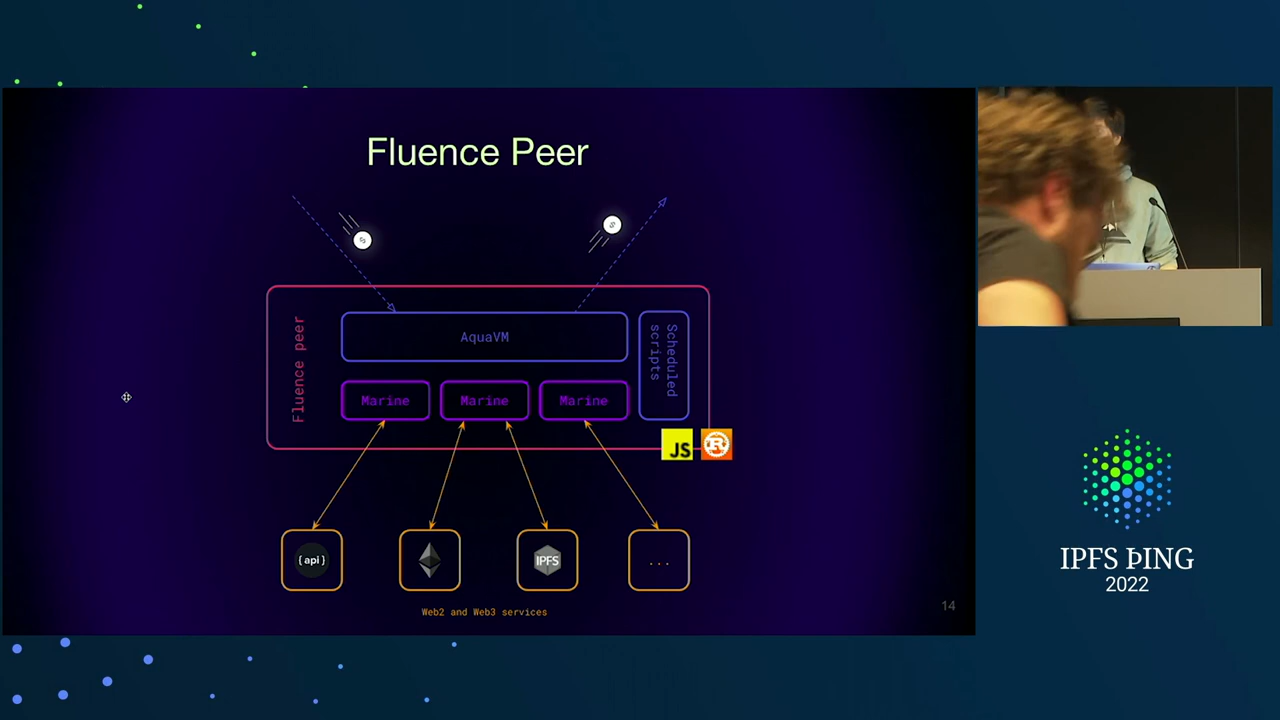 Fluence Peer
Fluence peer
AquaVM
Scheduled
scripts
Marine
Marine
Marine
JS
R
{api}
IPFS
...
Web2 and Web3 services
14
IPFS ÞING
2022